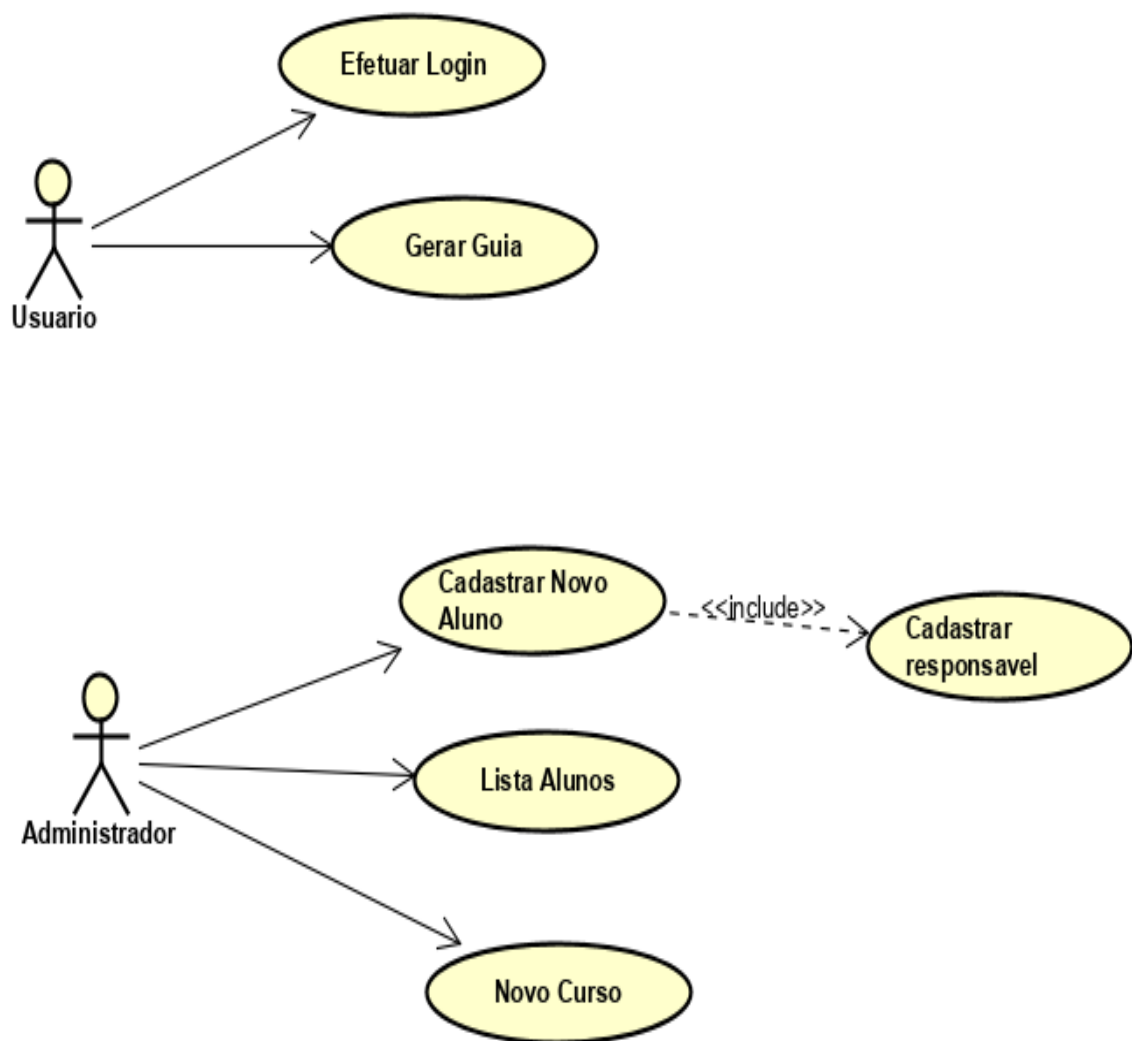 Efetuar Login
Gerar Guia
Usuario
Cadastrar Novo
Aluno
<<include>>
Cadastrar
responsavel
Lista Alunos
Administrador
Novo Curso